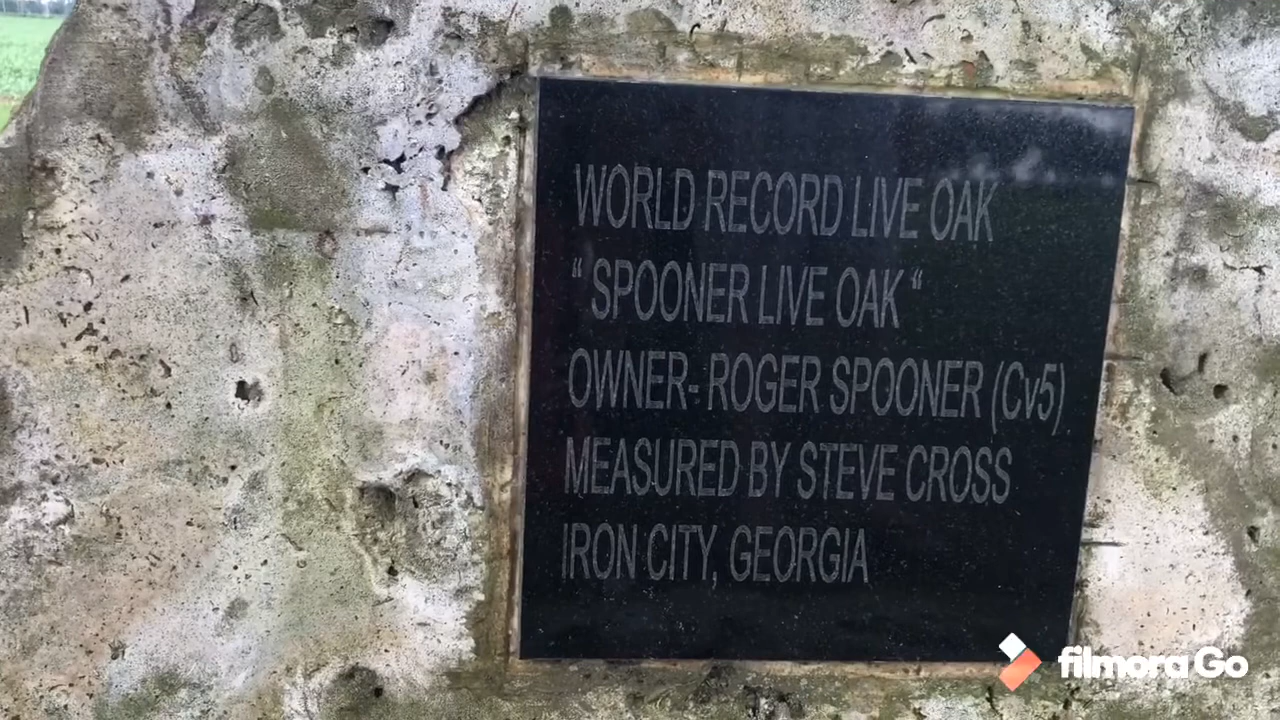 WORLD RECORD LIVE OAK
“ SPOONER LIVE OAK “
OWNER- ROGER SPOONER (Cv5)
MEASURED BY STEVE CROSS
IRON CITY, GEORGIA
filmora Go